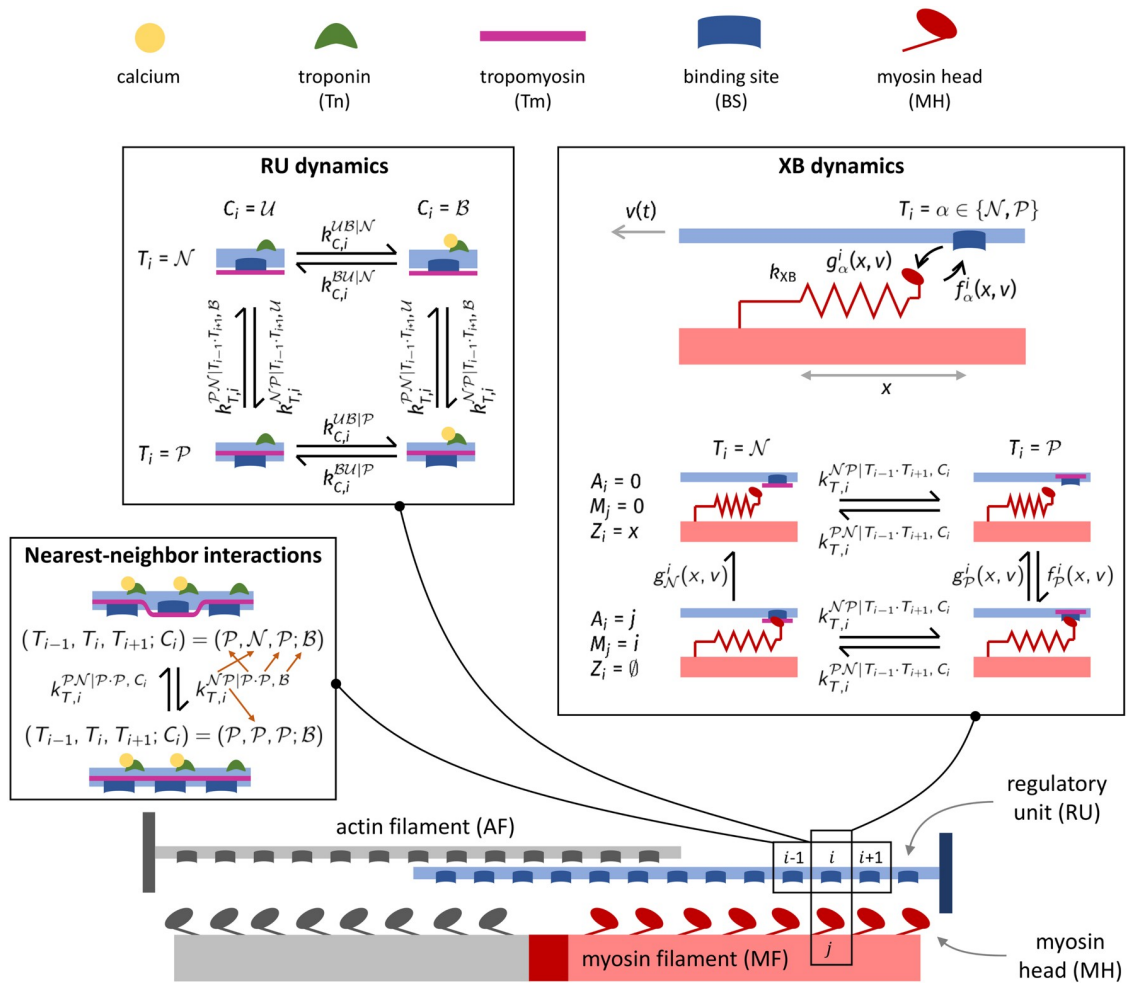 calcium
troponin
(Tn)
tropomyosin
(Tm)
binding site
(BS)
myosin head
(MH)
RU dynamics
C_i = 𝒰
C_i = ℬ
T_i = 𝒩
k_{C,i}^{𝒰ℬ|𝒩}
k_{C,i}^{ℬ𝒰|𝒩}
k_{T,i}^{𝒫𝒩|T_{i-1}·T_{i+1}, ℬ}
k_{T,i}^{𝒩𝒫|T_{i-1}·T_{i+1}, 𝒰}
k_{T,i}^{𝒫𝒩|T_{i-1}·T_{i+1}, ℬ}
k_{T,i}^{𝒩𝒫|T_{i-1}·T_{i+1}, ℬ}
T_i = 𝒫
k_{C,i}^{𝒰ℬ|𝒫}
k_{C,i}^{ℬ𝒰|𝒫}
XB dynamics
v(t)
T_i = α ∈ {𝒩, 𝒫}
k_{XB}
g_α^i(x, v)
f_α^i(x, v)
x
T_i = 𝒩
T_i = 𝒫
A_i = 0
M_j = 0
Z_i = x
k_{T,i}^{𝒩𝒫|T_{i-1}·T_{i+1}, C_i}
k_{T,i}^{𝒫𝒩|T_{i-1}·T_{i+1}, C_i}
g_𝒩^i(x, v)
g_𝒫^i(x, v)
f_𝒫^i(x, v)
A_i = j
M_j = i
Z_i = ∅
k_{T,i}^{𝒩𝒫|T_{i-1}·T_{i+1}, C_i}
k_{T,i}^{𝒫𝒩|T_{i-1}·T_{i+1}, C_i}
Nearest-neighbor interactions
(T_{i-1}, T_i, T_{i+1}; C_i) = (𝒫, 𝒩, 𝒫; ℬ)
k_{T,i}^{𝒫𝒩|𝒫·𝒫, C_i}
k_{T,i}^{𝒩𝒫|𝒫·𝒫, ℬ}
(T_{i-1}, T_i, T_{i+1}; C_i) = (𝒫, 𝒫, 𝒫; ℬ)
regulatory
unit (RU)
actin filament (AF)
i-1
i
i+1
j
myosin filament (MF)
myosin
head (MH)